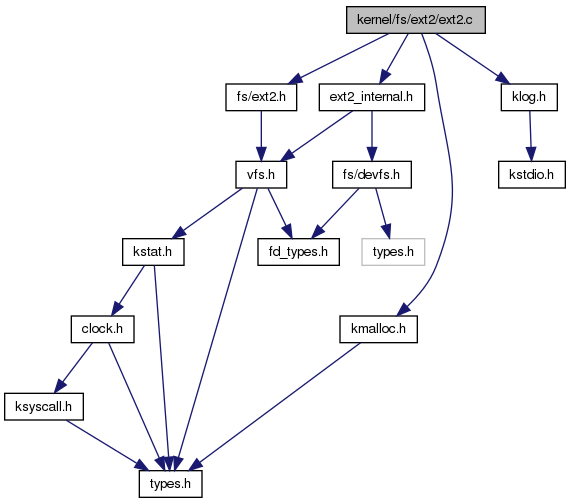 kernel/fs/ext2/ext2.c
fs/ext2.h
ext2_internal.h
klog.h
vfs.h
fs/devfs.h
kstdio.h
kstat.h
fd_types.h
types.h
clock.h
kmalloc.h
ksyscall.h
types.h